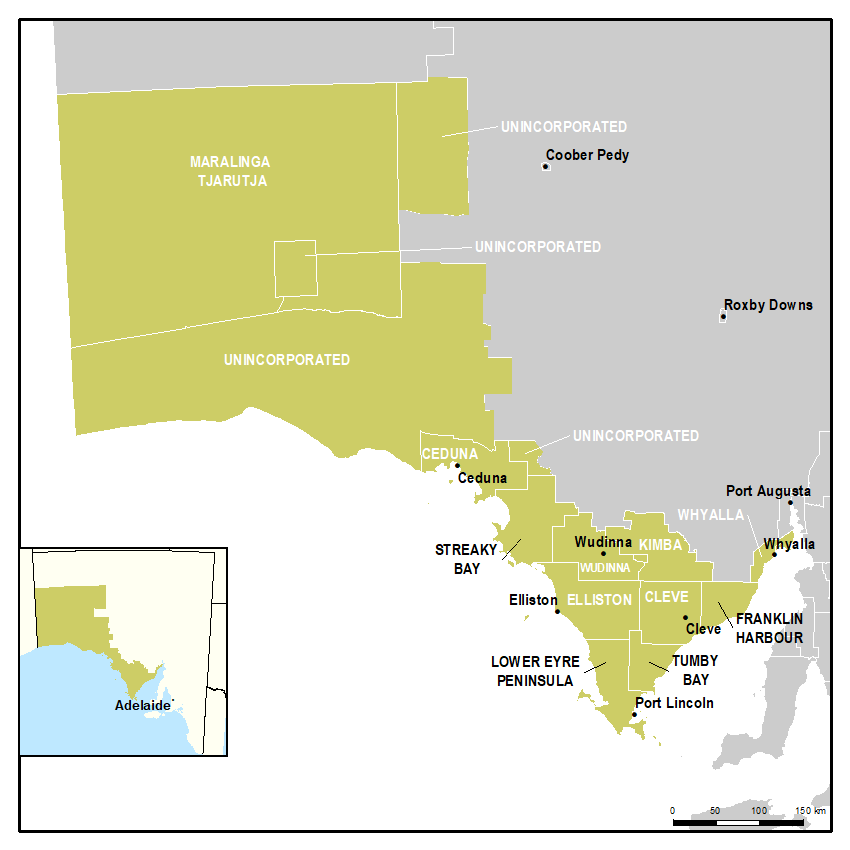 UNINCORPORATED
Coober Pedy
MARALINGA
TJARUTJA
UNINCORPORATED
Roxby Downs
UNINCORPORATED
UNINCORPORATED
CEDUNA
Ceduna
Port Augusta
WHYALLA
Whyalla
Wudinna
KIMBA
STREAKY
BAY
WUDINNA
Elliston
ELLISTON
CLEVE
Cleve
FRANKLIN
HARBOUR
LOWER EYRE
PENINSULA
TUMBY
BAY
Port Lincoln
Adelaide
0 50 100 150 km